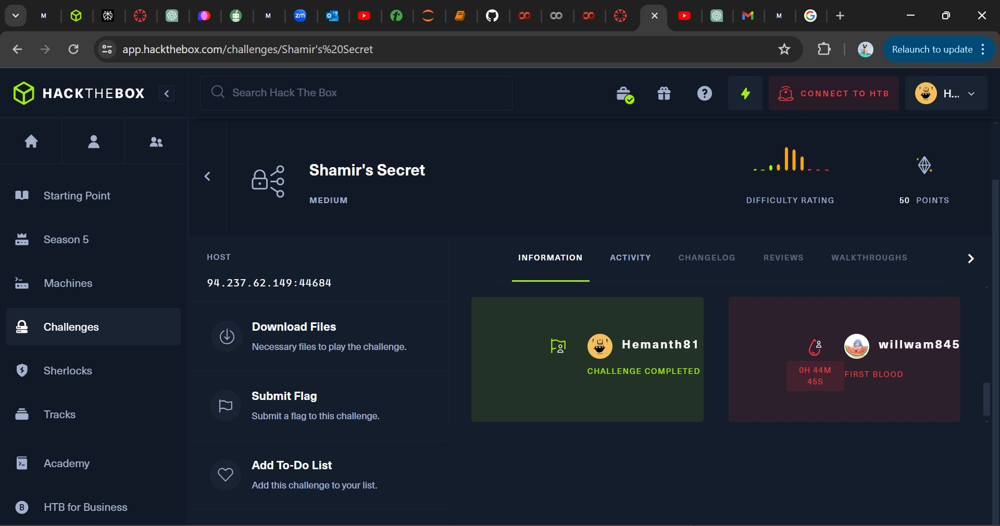 M
zm
M
M
app.hackthebox.com/challenges/Shamir's%20Secret
Relaunch to update
HACKTHEBOX
Search Hack The Box
CONNECT TO HTB
H...
Shamir's Secret
MEDIUM
DIFFICULTY RATING
50 POINTS
Starting Point
Season 5
Machines
Challenges
Sherlocks
Tracks
Academy
HTB for Business
HOST
94.237.62.149:44684
Download Files
Necessary files to play the challenge.
Submit Flag
Submit a flag to this challenge.
Add To-Do List
Add this challenge to your list.
INFORMATION
ACTIVITY
CHANGELOG
REVIEWS
WALKTHROUGHS
Hemanth81
CHALLENGE COMPLETED
willwam845
0H 44M
45S
FIRST BLOOD